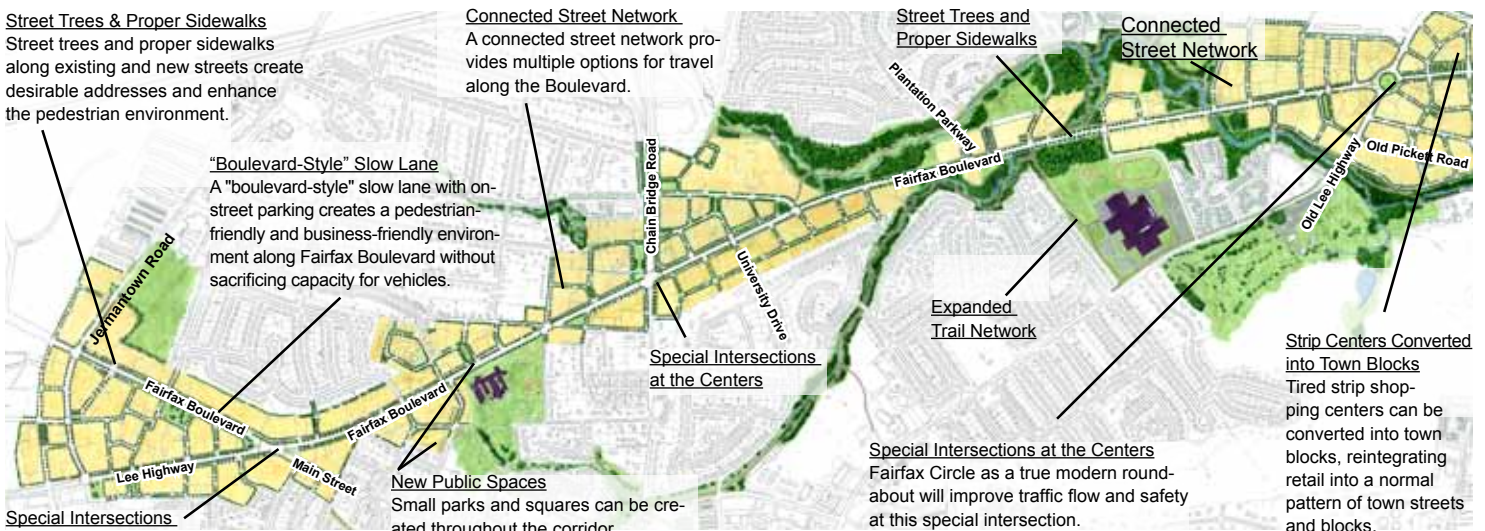 Street Trees & Proper Sidewalks
Street trees and proper sidewalks
along existing and new streets create
desirable addresses and enhance
the pedestrian environment.
Connected Street Network
A connected street network pro-
vides multiple options for travel
along the Boulevard.
Street Trees and
Proper Sidewalks
Connected
Street Network
"Boulevard-Style" Slow Lane
A "boulevard-style" slow lane with on-
street parking creates a pedestrian-
friendly and business-friendly environ-
ment along Fairfax Boulevard without
sacrificing capacity for vehicles.
Plantation Parkway
Fairfax Boulevard
Chain Bridge Road
Old Lee Highway
Old Pickett Road
Jermantown Road
University Drive
Expanded
Trail Network
Special Intersections
at the Centers
Strip Centers Converted
into Town Blocks
Tired strip shop-
ping centers can be
converted into town
blocks, reintegrating
retail into a normal
pattern of town streets
and blocks.
Fairfax Boulevard
Fairfax Boulevard
Lee Highway
Main Street
Special Intersections
New Public Spaces
Small parks and squares can be cre-
ated throughout the corridor
Special Intersections at the Centers
Fairfax Circle as a true modern round-
about will improve traffic flow and safety
at this special intersection.